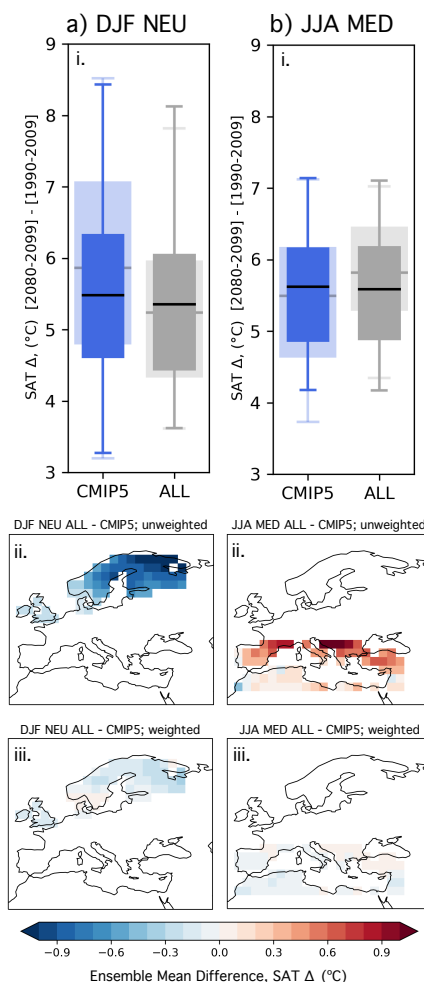 a) DJF NEU
b) JJA MED
i.
i.
SAT Δ, (°C) [2080-2099] - [1990-2009]
9
8
7
6
5
4
3
CMIP5
ALL
SAT Δ, (°C) [2080-2099] - [1990-2009]
9
8
7
6
5
4
3
CMIP5
ALL
DJF NEU ALL - CMIP5; unweighted
JJA MED ALL - CMIP5; unweighted
ii.
ii.
DJF NEU ALL - CMIP5; weighted
JJA MED ALL - CMIP5; weighted
iii.
iii.
−0.9 −0.6 −0.3 0.0 0.3 0.6 0.9
Ensemble Mean Difference, SAT Δ (°C)